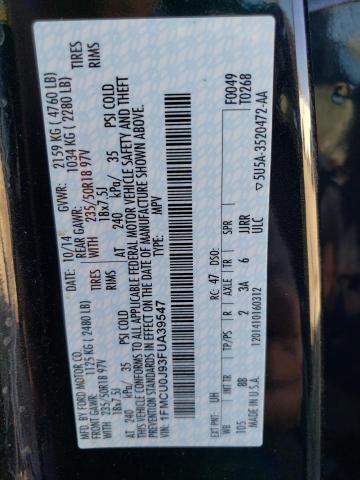 MFD. BY FORD MOTOR CO.
DATE: 10/14 GVWR: 2159 KG ( 4760 LB)
FRONT GAWR: 1125 KG ( 2480 LB) REAR GAWR: 1034 KG ( 2280 LB)
235/50R18 97V WITH 235/50R18 97V TIRES
18x7.5J 18x7.5J RIMS
AT 240 kPa/ 35 PSI COLD AT 240 kPa/ 35 PSI COLD
THIS VEHICLE CONFORMS TO ALL APPLICABLE FEDERAL MOTOR VEHICLE SAFETY AND THEFT
PREVENTION STANDARDS IN EFFECT ON THE DATE OF MANUFACTURE SHOWN ABOVE.
VIN: 1FMCU0J93FUA39547
TYPE: MPV
F0049
T0268
EXT PNT: UH RC: 47 DSO:
WB INT TR TP/PS R AXLE TR SPR
105 BB 2 3A 6 JJRR
ULC
1201410160312
MADE IN U.S.A.
5U5A-3520472-AA
TIRES
RIMS